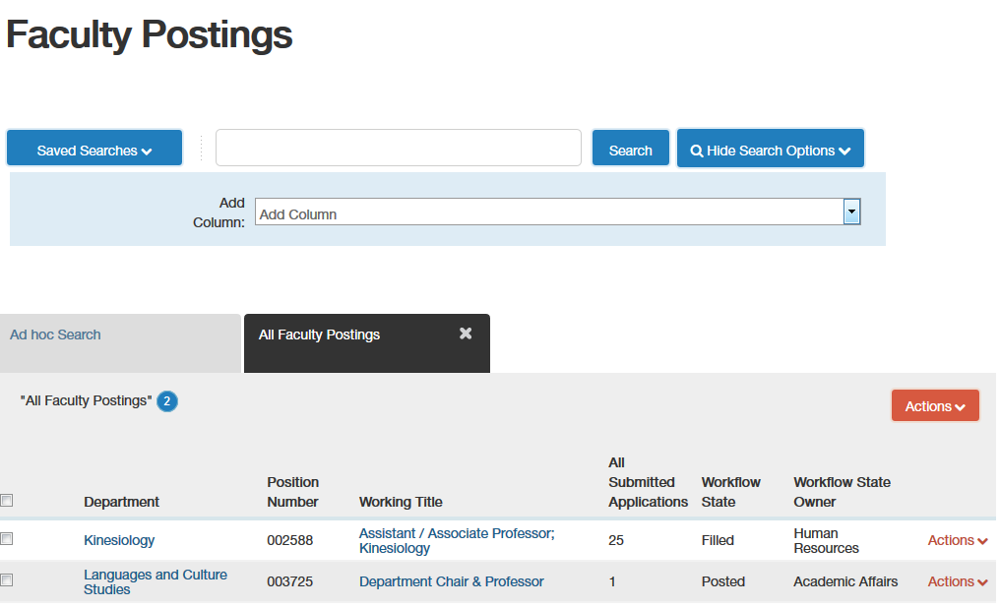 Faculty Postings
Saved Searches
Search
Hide Search Options
Add
Column:
Add Column
Ad hoc Search
All Faculty Postings
"All Faculty Postings" 2
Actions
Department
Position
Number
Working Title
All
Submitted
Applications
Workflow
State
Workflow State
Owner
Kinesiology
002588
Assistant / Associate Professor;
Kinesiology
25
Filled
Human
Resources
Actions
Languages and Culture
Studies
003725
Department Chair & Professor
1
Posted
Academic Affairs
Actions